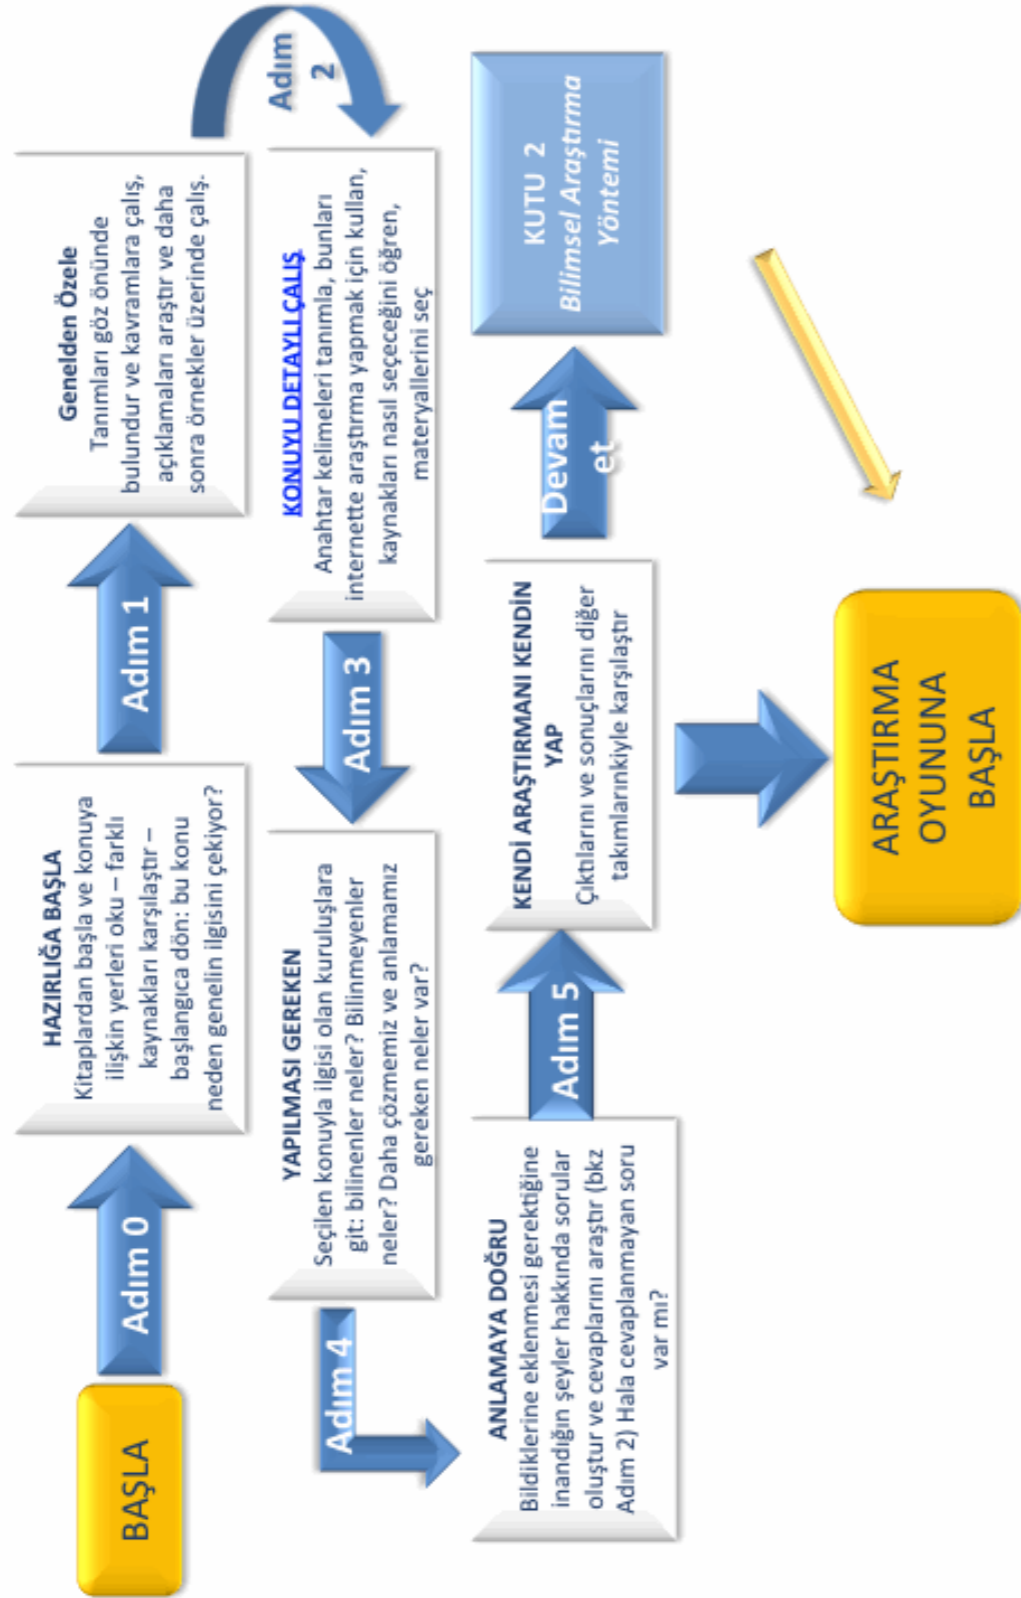 BAŞLA
Adım 0
HAZIRLIĞA BAŞLA
Kitaplardan başla ve konuya
ilişkin yerleri oku – farklı
kaynakları karşılaştır –
başlangıca dön: bu konu
neden genelin ilgisini çekiyor?
Adım 1
Genelden Özele
Tanımları göz önünde
bulundur ve kavramlara çalış,
açıklamaları araştır ve daha
sonra örnekler üzerinde çalış.
Adım
2
KONUYU DETAYLI ÇALIŞ
Anahtar kelimeleri tanımla, bunları
internette araştırma yapmak için kullan,
kaynakları nasıl seçeceğini öğren,
materyallerini seç
Adım 3
YAPILMASI GEREKEN
Seçilen konuyla ilgisi olan kuruluşlara
git: bilinenler neler? Bilinmeyenler
neler? Daha çözmemiz ve anlamamız
gereken neler var?
Adım 4
ANLAMAYA DOĞRU
Bildiklerine eklenmesi gerektiğine
inandığın şeyler hakkında sorular
oluştur ve cevaplarını araştır (bkz
Adım 2) Hala cevaplanmayan soru
var mı?
Adım 5
KENDİ ARAŞTIRMANI KENDİN
YAP
Çıktılarını ve sonuçlarını diğer
takımlarınkiyle karşılaştır
Devam
et
KUTU 2
Bilimsel Araştırma
Yöntemi
ARAŞTIRMA
OYUNUNA
BAŞLA